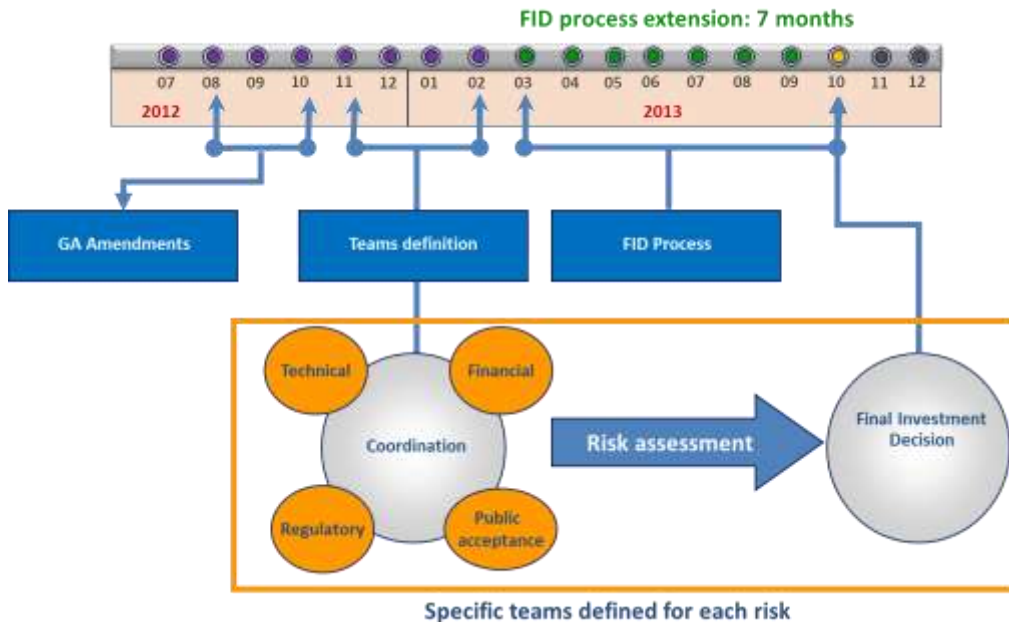 FID process extension: 7 months
07 08 09 10 11 12 01 02 03 04 05 06 07 08 09 10 11 12
2012 2013
GA Amendments
Teams definition
FID Process
Technical
Financial
Coordination
Risk assessment
Final Investment
Decision
Regulatory
Public
acceptance
Specific teams defined for each risk